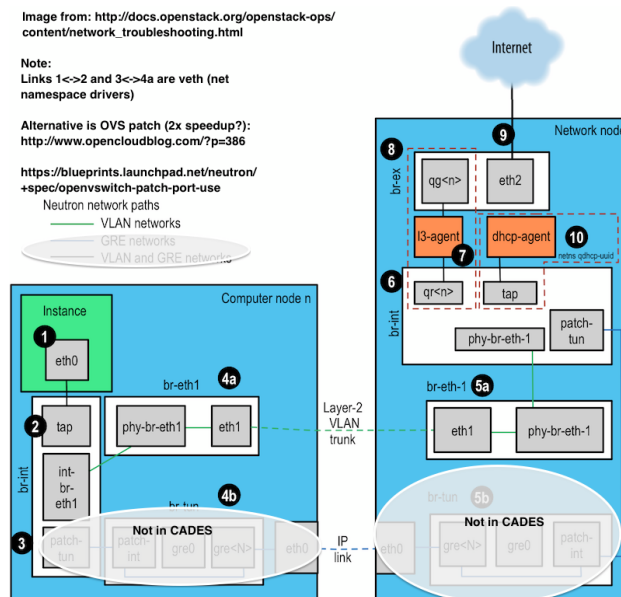 Image from: http://docs.openstack.org/openstack-ops/
content/network_troubleshooting.html
Note:
Links 1<->2 and 3<->4a are veth (net
namespace drivers)
Alternative is OVS patch (2x speedup?):
http://www.opencloudblog.com/?p=386
https://blueprints.launchpad.net/neutron/
+spec/openvswitch-patch-port-use
Neutron network paths
VLAN networks
GRE networks
VLAN and GRE networks
Internet
Network node
9
8
br-ex
qg<n>
eth2
l3-agent
dhcp-agent
10
7
netns qdhcp-uuid
6
br-int
qr<n>
tap
phy-br-eth-1
patch-
tun
br-eth-1
5a
eth1
phy-br-eth-1
Computer node n
Instance
1
eth0
br-eth1
4a
2
tap
phy-br-eth1
eth1
Layer-2
VLAN
trunk
br-int
int-
br-
eth1
br-tun
4b
Not in CADES
3
patch-
tun
patch-
int
gre0
gre<N>
eth0
IP
link
br-tun
5b
Not in CADES
eth0
gre<N>
gre0
patch-
int